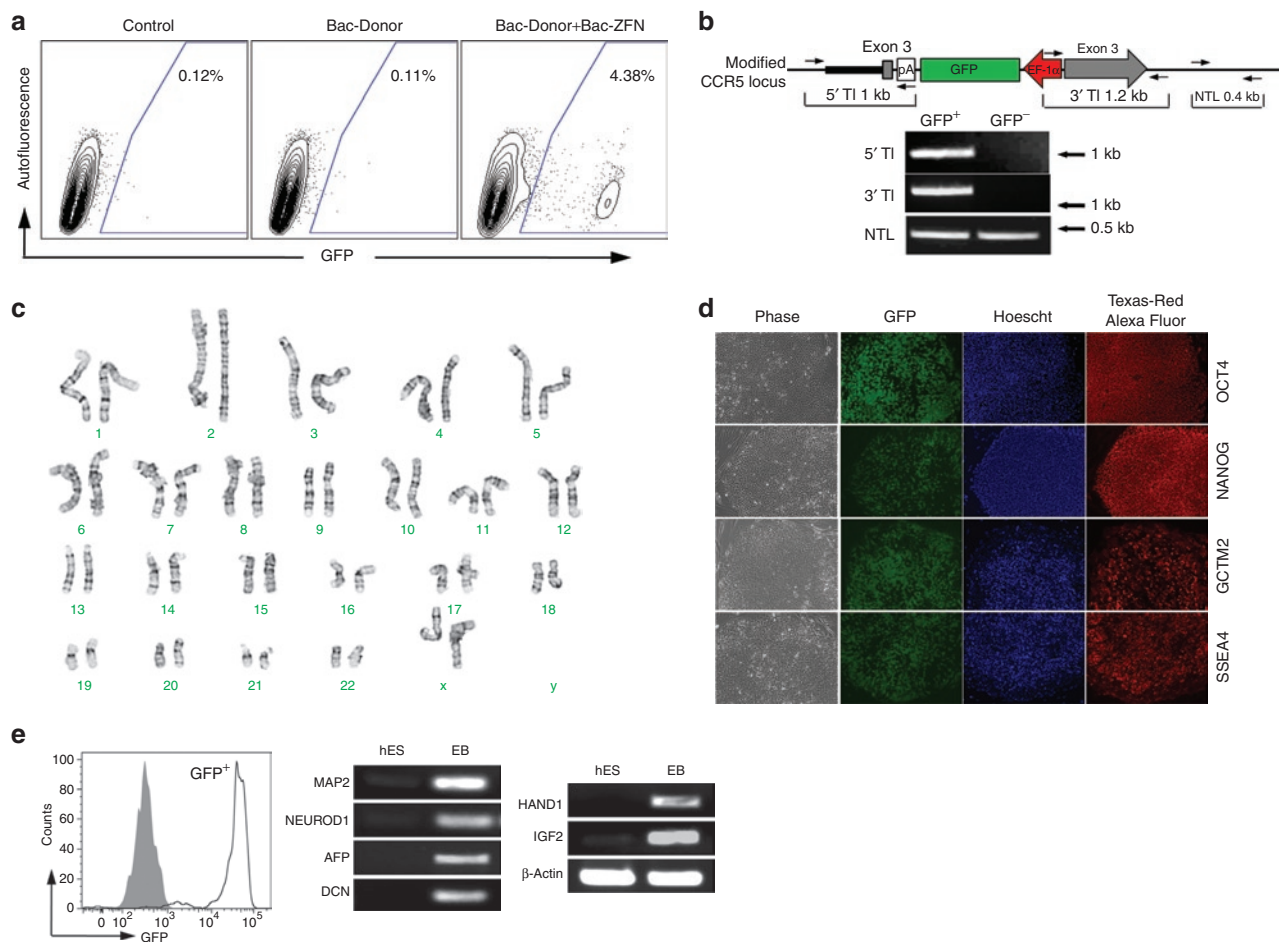 a
Control
Bac-Donor
Bac-Donor+Bac-ZFN
0.12%
0.11%
4.38%
Autofluorescence
GFP
b
Modified
CCR5 locus
Exon 3
pA
GFP
EF-1α
Exon 3
5′ TI 1 kb
3′ TI 1.2 kb
NTL 0.4 kb
GFP+
GFP−
5′ TI
1 kb
3′ TI
1 kb
NTL
0.5 kb
c
1
2
3
4
5
6
7
8
9
10
11
12
13
14
15
16
17
18
19
20
21
22
x
y
d
Phase
GFP
Hoescht
Texas-Red
Alexa Fluor
OCT4
NANOG
GCTM2
SSEA4
e
100
80
60
40
20
0
Counts
GFP+
0
10²
10³
10⁴
10⁵
GFP
hES
EB
MAP2
NEUROD1
AFP
DCN
hES
EB
HAND1
IGF2
β-Actin